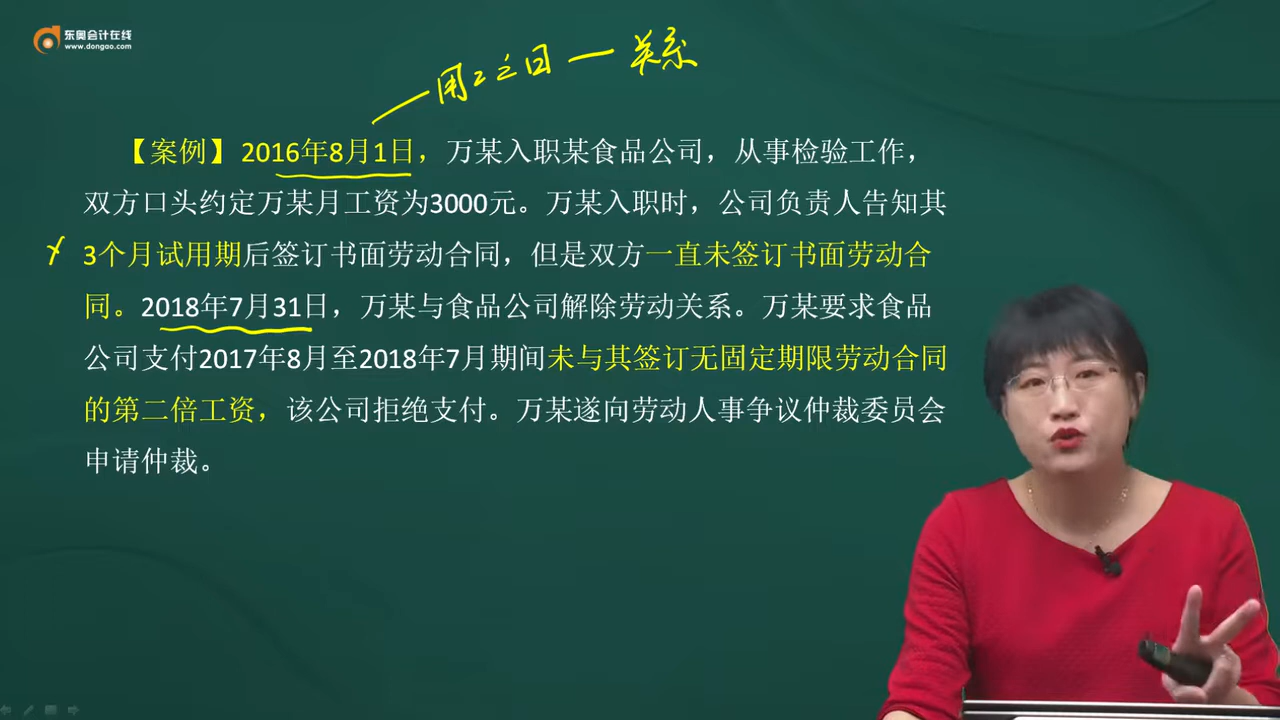 东奥会计在线
www.dongao.com
用工之日一关系
【案例】2016年8月1日，万某入职某食品公司，从事检验工作，
双方口头约定万某月工资为3000元。万某入职时，公司负责人告知其
3个月试用期后签订书面劳动合同，但是双方一直未签订书面劳动合
同。2018年7月31日，万某与食品公司解除劳动关系。万某要求食品
公司支付2017年8月至2018年7月期间未与其签订无固定期限劳动合同
的第二倍工资，该公司拒绝支付。万某遂向劳动人事争议仲裁委员会
申请仲裁。